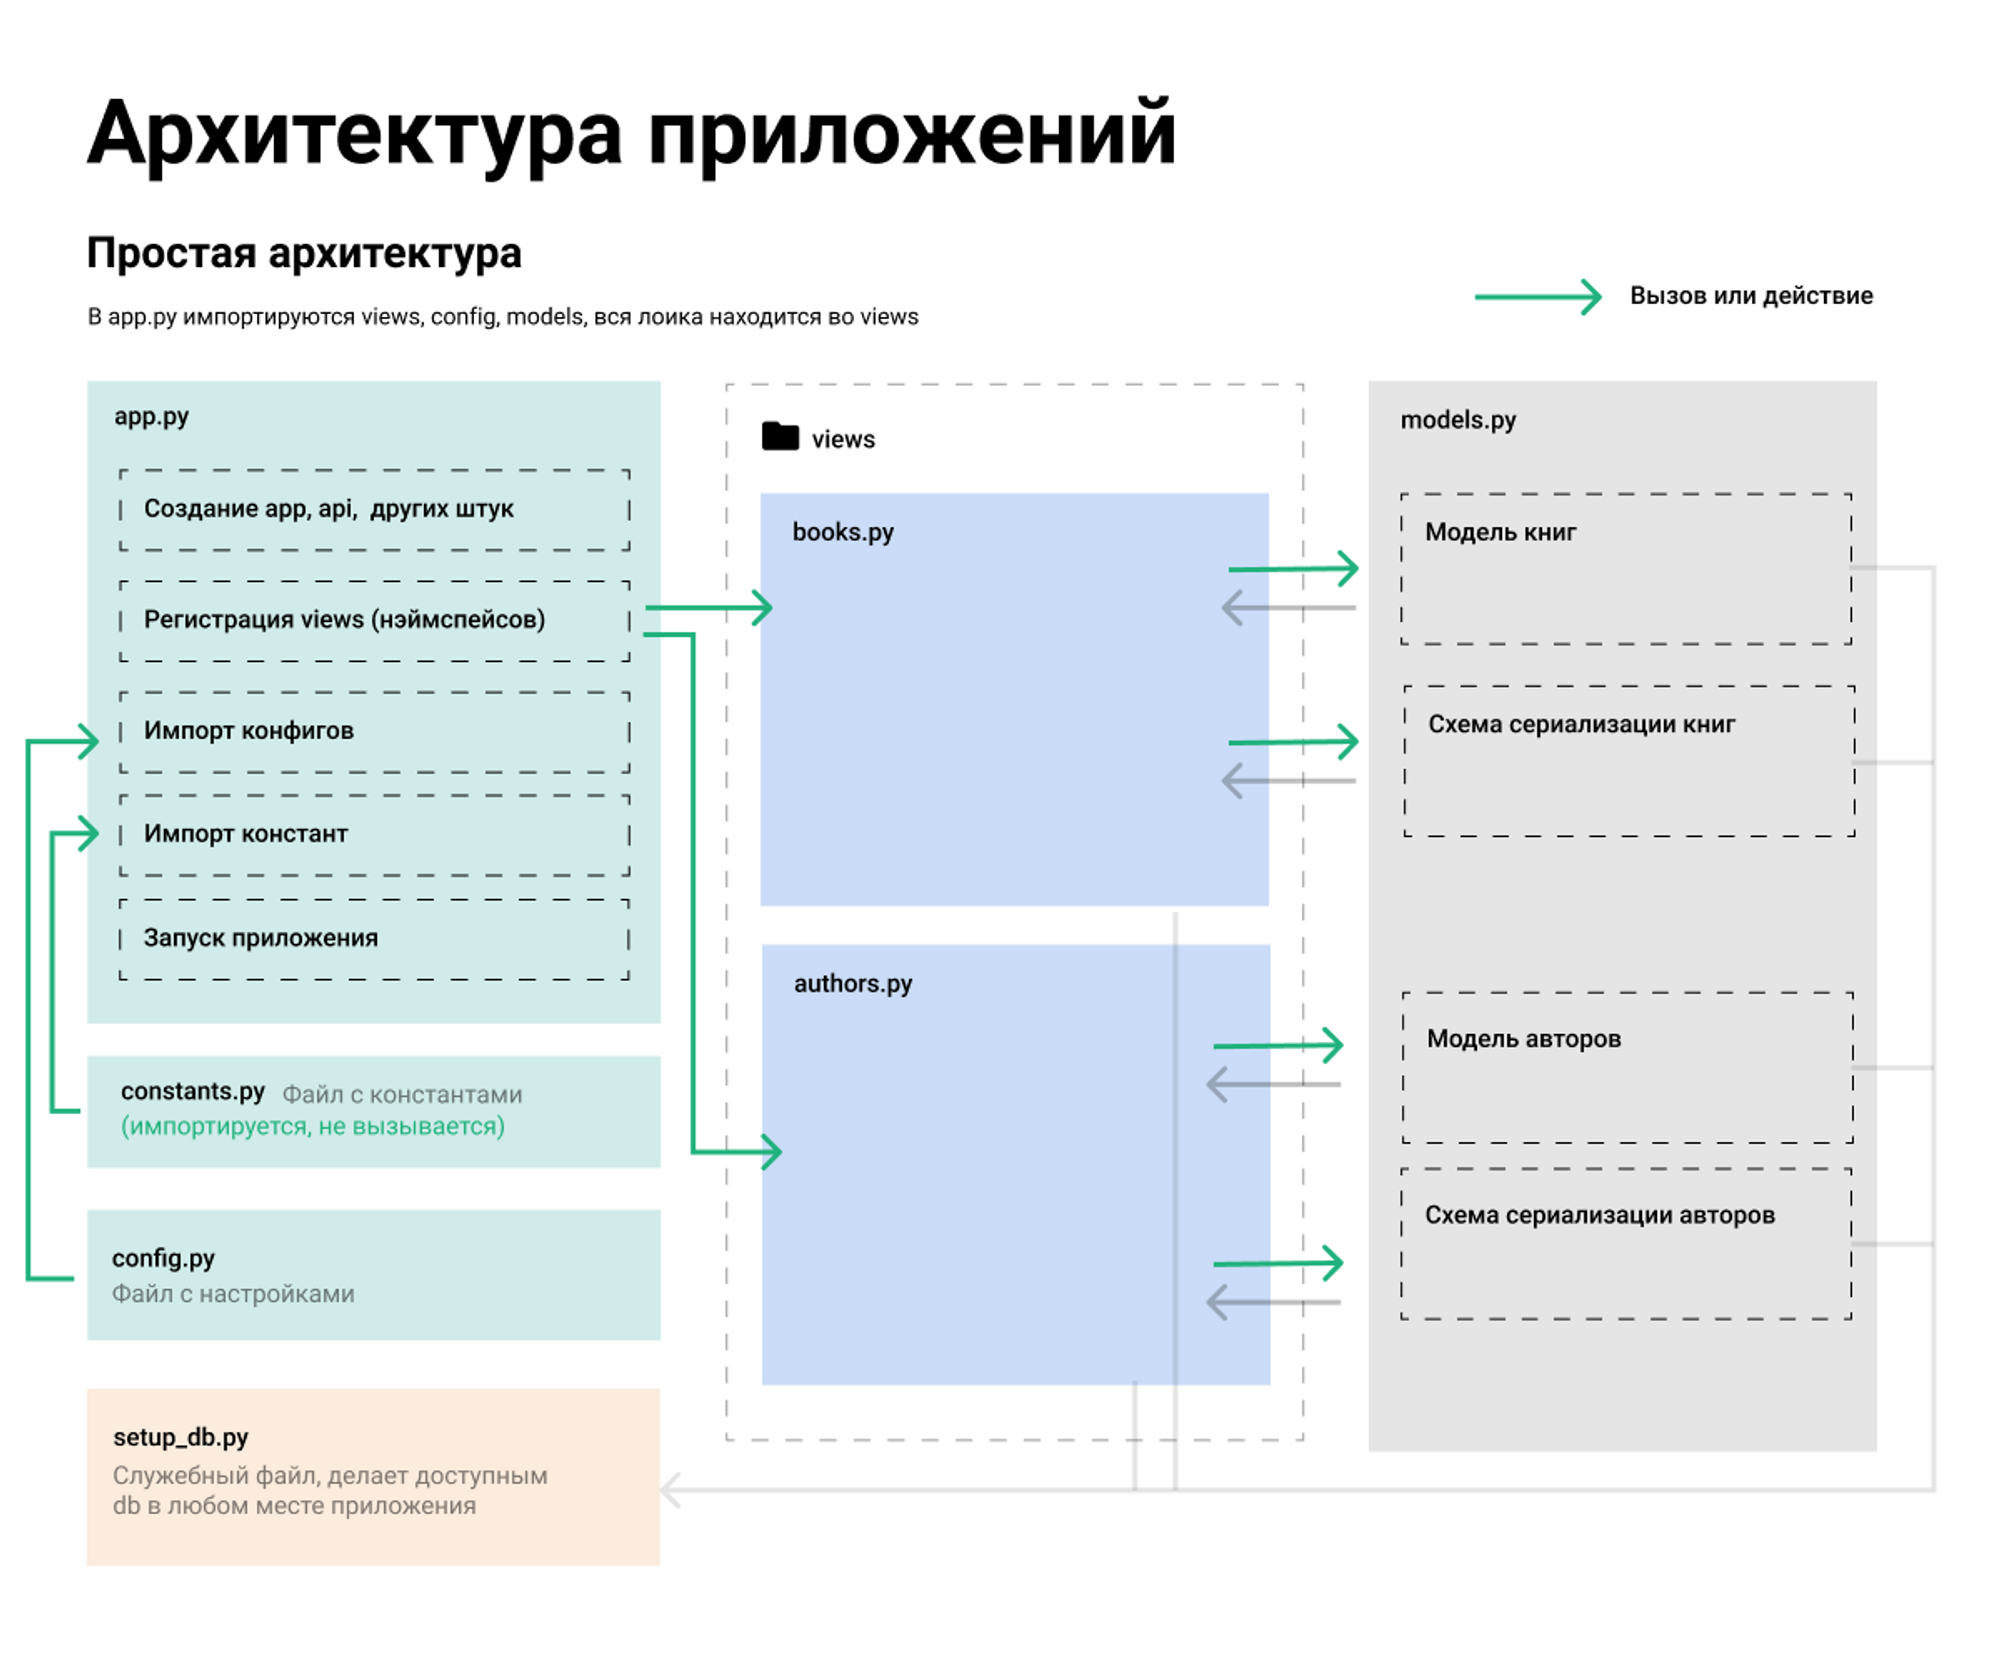 Архитектура приложений
Простая архитектура
В app.py импортируются views, config, models, вся лоика находится во views
Вызов или действие
app.py
Создание app, api, других штук
Регистрация views (нэймспейсов)
Импорт конфигов
Импорт констант
Запуск приложения
constants.py Файл с константами
(импортируется, не вызывается)
config.py
Файл с настройками
setup_db.py
Служебный файл, делает доступным
db в любом месте приложения
views
books.py
authors.py
models.py
Модель книг
Схема сериализации книг
Модель авторов
Схема сериализации авторов